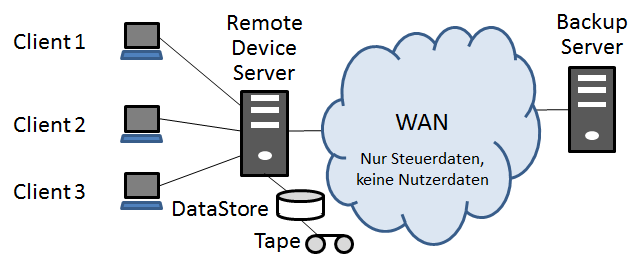 Client 1
Client 2
Client 3
Remote
Device
Server
DataStore
Tape
WAN
Nur Steuerdaten,
keine Nutzerdaten
Backup
Server